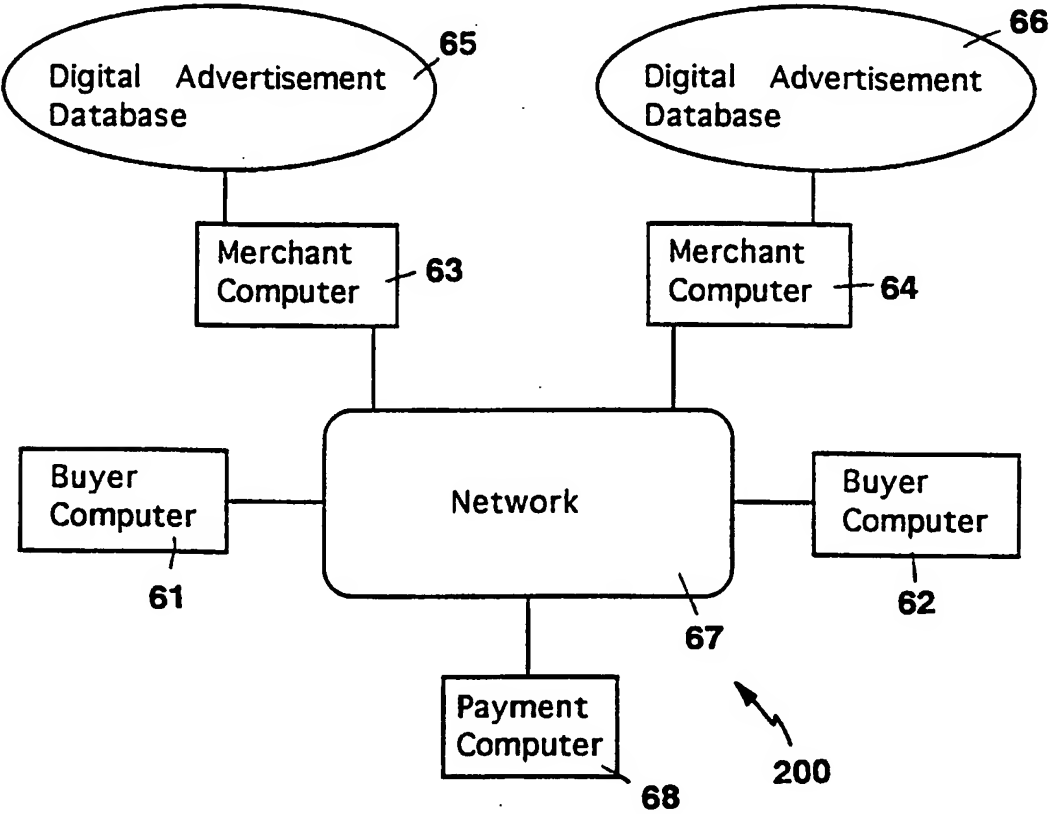 65
Digital Advertisement
Database
66
Digital Advertisement
Database
Merchant
Computer
63
Merchant
Computer
64
Buyer
Computer
61
Network
67
Buyer
Computer
62
Payment
Computer
68
200